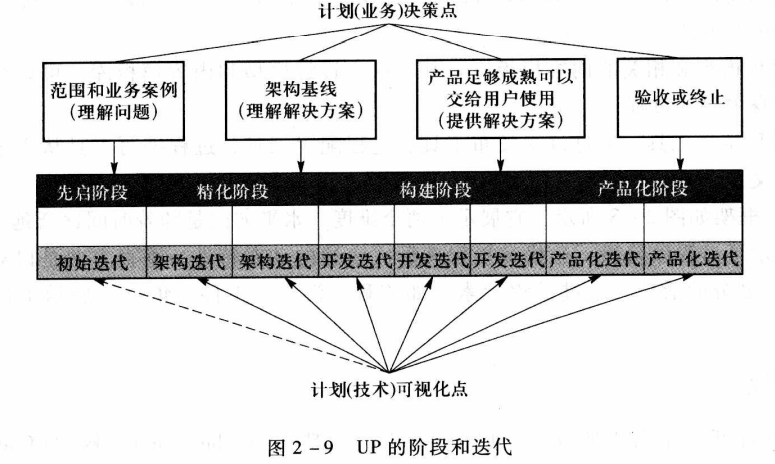 计划(业务)决策点
范围和业务案例
(理解问题)
架构基线
(理解解决方案)
产品足够成熟可以
交给用户使用
(提供解决方案)
验收或终止
先启阶段 精化阶段 构建阶段 产品化阶段
初始迭代 架构迭代 架构迭代 开发迭代 开发迭代 开发迭代 产品化迭代 产品化迭代
计划(技术)可视化点
图 2-9 UP 的阶段和迭代